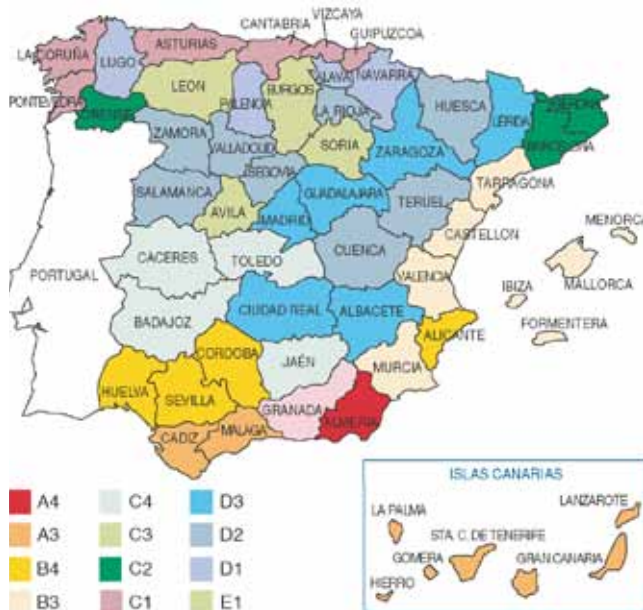 CANTABRIA
VIZCAYA
GUIPUZCOA
ASTURIAS
LA CORUÑA
LUGO
PONTEVEDRA
ORENSE
LEON
PALENCIA
BURGOS
ALAVA
NAVARRA
LA RIOJA
HUESCA
LERIDA
GERONA
BARCELONA
ZAMORA
VALLADOLID
SORIA
ZARAGOZA
SEGOVIA
TARRAGONA
SALAMANCA
AVILA
MADRID
GUADALAJARA
TERUEL
CASTELLON
MENORCA
MALLORCA
PORTUGAL
CACERES
TOLEDO
CUENCA
VALENCIA
IBIZA
FORMENTERA
BADAJOZ
CIUDAD REAL
ALBACETE
ALICANTE
CORDOBA
JAÉN
MURCIA
HUELVA
SEVILLA
GRANADA
ALMERIA
CADIZ
MALAGA
A4
A3
B4
B3
C4
C3
C2
C1
D3
D2
D1
E1
ISLAS CANARIAS
LA PALMA
LANZAROTE
STA. C. DE TENERIFE
GOMERA
GRAN CANARIA
HIERRO